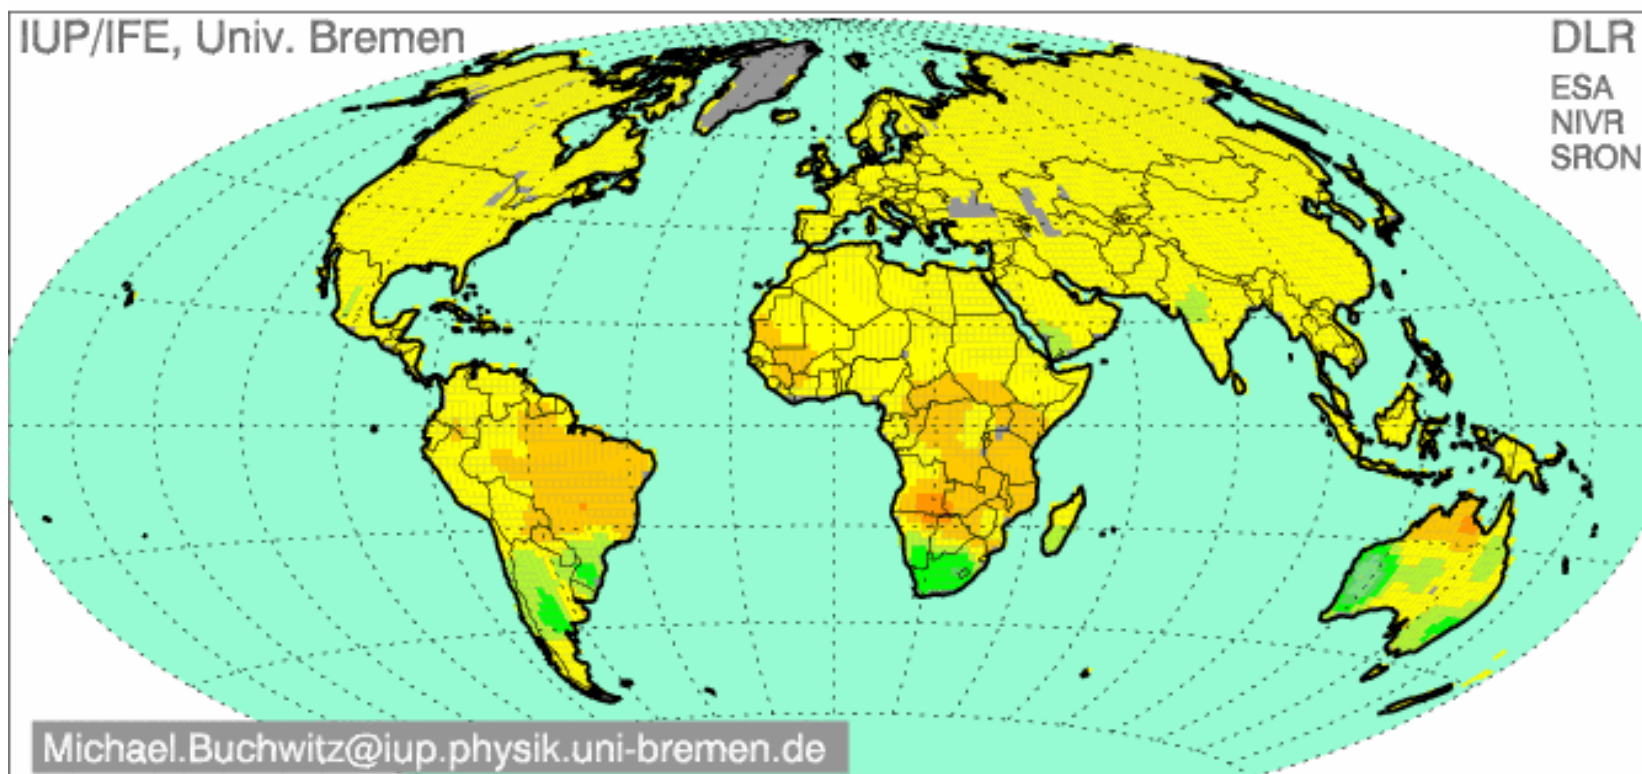 IUP/IFE, Univ. Bremen
DLR
ESA
NIVR
SRON
Michael.Buchwitz@iup.physik.uni-bremen.de